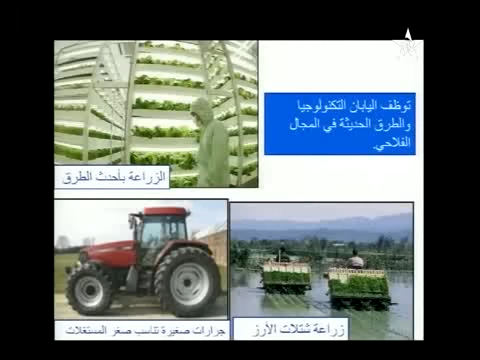 توظف اليابان التكنولوجيا
والطرق الحديثة في المجال
الفلاحي.
الزراعة بأحدث الطرق
جرارات صغيرة تناسب صغر المستغلات
زراعة شتلات الأرز